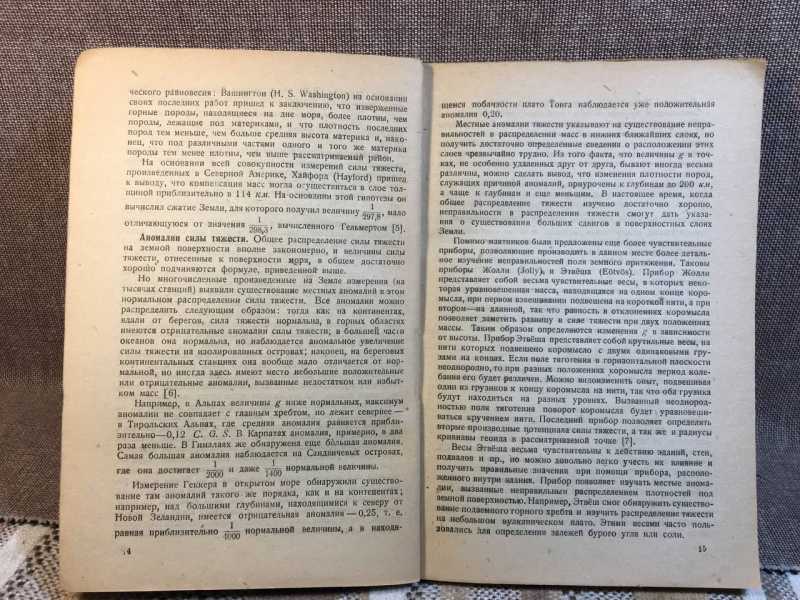 ческого равновесия: Вашингтон (H. S. Washington) на основании
своих последних работ пришел к заключению, что изверженные
горные породы, находящиеся на дне моря, более плотны, чем
породы, лежащие под материками, и что плотность последних
пород тем меньше, чем больше средняя высота материка и, нако-
нец, что под различными частями одного и того же материка
породы тем менее плотны, чем выше рассматриваемый район.
На основании всей совокупности измерений силы тяжести,
произведенных в Северной Америке, Хайфорд (Hayford) пришел
к выводу, что компенсация масс могла осуществиться в слое тол-
щиной приблизительно в 114 км. На основании этой гипотезы он
вычислил сжатие Земли, для которого получил величину 1/297,8, мало
отличающуюся от значения 1/298,3, вычисленного Гельмертом [5].
Аномалии силы тяжести. Общее распределение силы тяжести
на земной поверхности вполне закономерно, и величины силы
тяжести, отнесенные к поверхности моря, в общем достаточно
хорошо подчиняются формуле, приведенной выше.
Но многочисленные произведенные на Земле измерения (на
тысячах станций) выявили существование местных аномалий в этом
нормальном распределении силы тяжести. Все аномалии можно
распределить следующим образом: тогда как на континентах,
вдали от берегов, сила тяжести нормальна, в горных областях
имеются отрицательные аномалии силы тяжести; в большей части
океанов она нормальна, но наблюдается аномальное увеличение
силы тяжести на изолированных островах; наконец, на береговых
континентальных станциях она вообще мало отличается от нор-
мальной, но иногда здесь имеют место небольшие положительные
или отрицательные аномалии, вызванные недостатком или избыт-
ком масс [6].
Например, в Альпах величины g ниже нормальных, максимум
аномалии не совпадает с главным хребтом, но лежит севернее —
в Тирольских Альпах, где средняя аномалия равняется прибли-
зительно—0,12 C. G. S. В Карпатах аномалия, примерно, в два
раза меньше. В Гималаях же обнаружена еще большая аномалия.
Самая большая аномалия наблюдается на Сандвичевых островах,
где она достигает 1/2000 и даже 1/1400 нормальной величины.
Измерение Геккера в открытом море обнаружили существо-
вание там аномалий такого же порядка, как и на континентах;
например, над большими глубинами, находящимися к северу от
Новой Зеландии, имеется отрицательная аномалия — 0,25, т. е.
равная приблизительно 1/4000 нормальной величины, а в находя-
14
щемся поблизости плато Тонга наблюдается уже положительная
аномалия 0,20.
Местные аномалии тяжести указывают на существование непра-
вильностей в распределении масс в нижних ближайших слоях, но
получить достаточно определенные сведения о расположении этих
слоев чрезвычайно трудно. Из того факта, что величины g в точ-
ках, не особенно удаленных друг от друга, бывают иногда весьма
различны, можно сделать вывод, что изменения плотности пород,
служащих причиной аномалий, приурочены к глубинам до 200 км,
а чаще к глубинам и еще меньшим. В настоящее время, когда
общее распределение тяжести изучено достаточно хорошо,
неправильности в распределении тяжести смогут дать указа-
ния о существовании больших сдвигов в поверхностных слоях
Земли.
Помимо маятников были предложены еще более чувствительные
приборы, позволяющие производить в данном месте более деталь-
ное изучение неправильностей поля земного притяжения. Таковы
приборы Жолли (Jolly), и Этвёша (Eötvös). Прибор Жолли
представляет собой весьма чувствительные весы, в которых неко-
торая уравновешенная масса, находящаяся на одном конце коро-
мысла, при первом взвешивании подвешена на короткой нити, а при
втором—на длинной, так что разность в отклонениях коромысла
позволяет заметить разницу в силе тяжести при двух положениях
массы. Таким образом определяются изменения g в зависимости
от высоты. Прибор Этвёша представляет собой крутильные весы, на
нити которых подвешено коромысло с двумя одинаковыми гру-
зами на концах. Если поле тяготения в горизонтальной плоскости
неоднородно, то при разных положениях коромысла период коле-
бания его будет различен. Можно видоизменить опыт, подвешивая
один из грузиков к концу коромысла на нити, так что оба грузика
будут находиться на разных уровнях. Вызванный неоднород-
ностью поля тяготения поворот коромысла будет уравновеши-
ваться кручением нити. Последний прибор позволяет определять
вторые производные потенциала силы тяжести, а так же и радиусы
кривизны геоида в рассматриваемой точке [7].
Весы Этвёша весьма чувствительны к действию зданий, стен,
подвалов и пр., но можно довольно легко учесть их влияние и
получить правильные значения при помощи прибора, располо-
женного внутри здания. Прибор позволяет изучать местные анома-
лии, вызванные неправильным распределением плотностей под
земной поверхностью. Например, Этвёш смог обнаружить существо-
вание подземного горного хребта и изучить распределение тяжести
на небольшом вулканическом плато. Этими весами часто поль-
зовались для определения залежей бурого угля или соли.
15